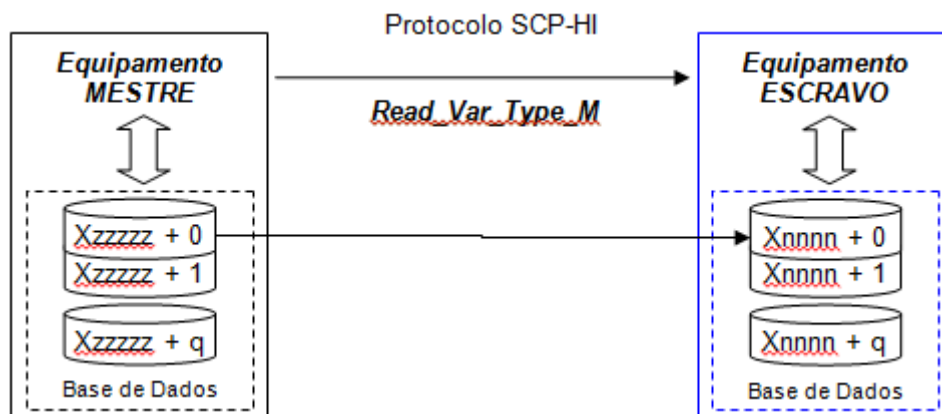 Protocolo SCP-HI
Equipamento
MESTRE
Read_Var_Type_M
Equipamento
ESCRAVO
Xzzzzz + 0
Xzzzzz + 1
Xzzzzz + q
Base de Dados
Xnnnn + 0
Xnnnn + 1
Xnnnn + q
Base de Dados